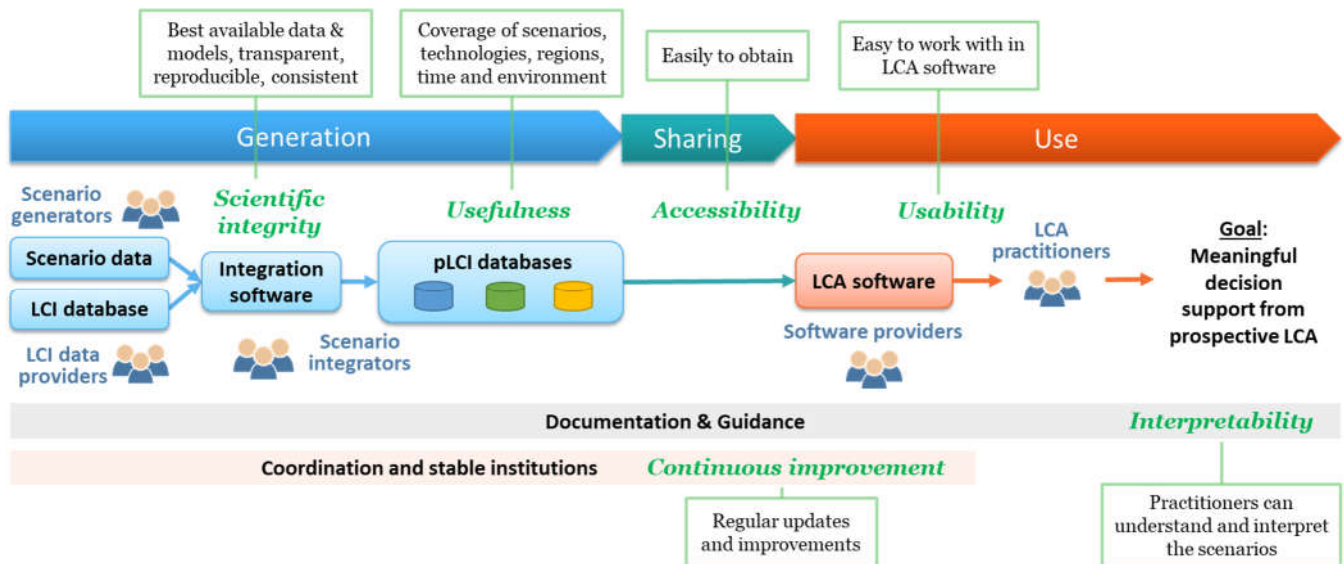 Best available data &
models, transparent,
reproducible, consistent
Coverage of scenarios,
technologies, regions,
time and environment
Easily to obtain
Easy to work with in
LCA software
Generation
Sharing
Use
Scenario
generators
Scientific
integrity
Usefulness
Accessibility
Usability
LCA
practitioners
Scenario data
LCI database
Integration
software
pLCI databases
LCA software
Goal:
Meaningful
decision
support from
prospective LCA
LCI data
providers
Scenario
integrators
Software providers
Documentation & Guidance
Interpretability
Coordination and stable institutions
Continuous improvement
Regular updates
and improvements
Practitioners can
understand and interpret
the scenarios